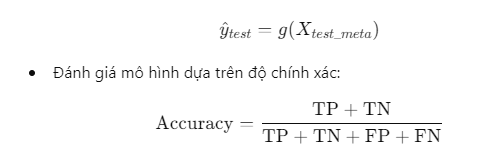 ŷ_test = g(X_test_meta)
• Đánh giá mô hình dựa trên độ chính xác:
Accuracy = (TP + TN) / (TP + TN + FP + FN)